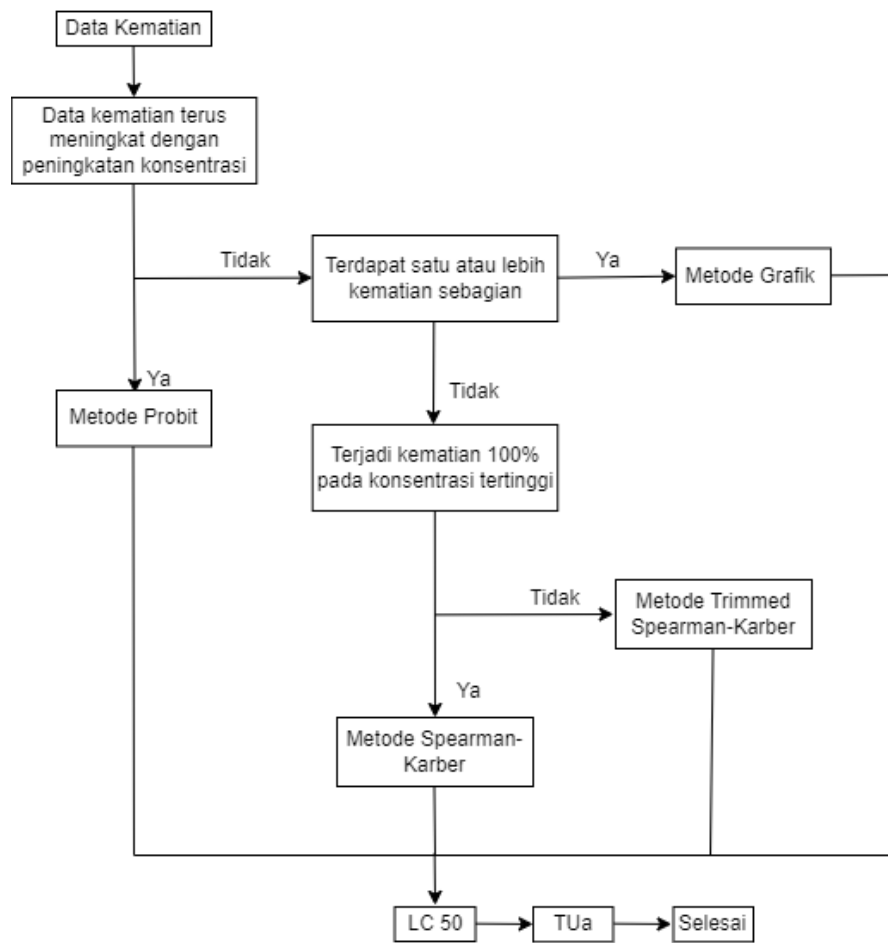 Data Kematian
Data kematian terus
meningkat dengan
peningkatan konsentrasi
Tidak
Terdapat satu atau lebih
kematian sebagian
Ya
Metode Grafik
Ya
Metode Probit
Tidak
Terjadi kematian 100%
pada konsentrasi tertinggi
Tidak
Metode Trimmed
Spearman-Karber
Ya
Metode Spearman-
Karber
LC 50
TUa
Selesai